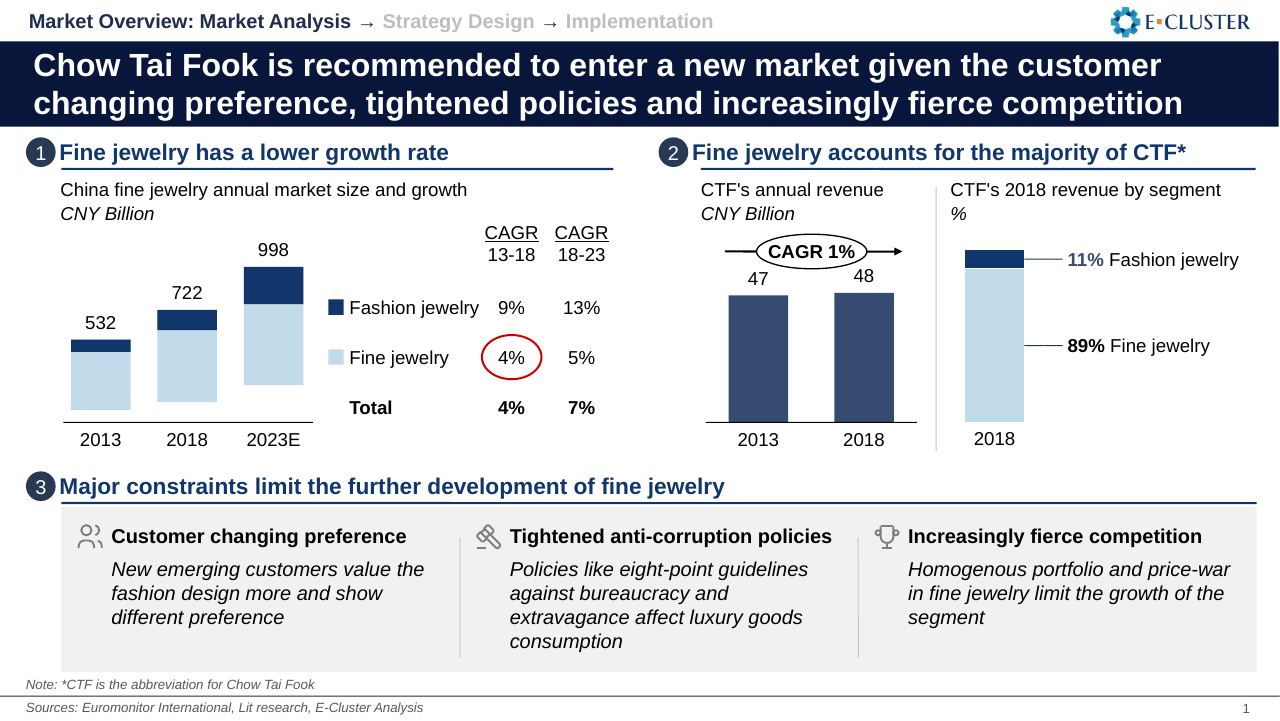 Market Overview: Market Analysis → Strategy Design → Implementation
E·CLUSTER
Chow Tai Fook is recommended to enter a new market given the customer
changing preference, tightened policies and increasingly fierce competition
1 Fine jewelry has a lower growth rate
China fine jewelry annual market size and growth
CNY Billion
CAGR CAGR
13-18 18-23
998
722
532
Fashion jewelry 9% 13%
Fine jewelry 4% 5%
Total 4% 7%
2013 2018 2023E
2 Fine jewelry accounts for the majority of CTF*
CTF's annual revenue
CNY Billion
CAGR 1%
47 48
2013 2018
CTF's 2018 revenue by segment
%
11% Fashion jewelry
89% Fine jewelry
2018
3 Major constraints limit the further development of fine jewelry
Customer changing preference
New emerging customers value the
fashion design more and show
different preference
Tightened anti-corruption policies
Policies like eight-point guidelines
against bureaucracy and
extravagance affect luxury goods
consumption
Increasingly fierce competition
Homogenous portfolio and price-war
in fine jewelry limit the growth of the
segment
Note: *CTF is the abbreviation for Chow Tai Fook
Sources: Euromonitor International, Lit research, E-Cluster Analysis
1